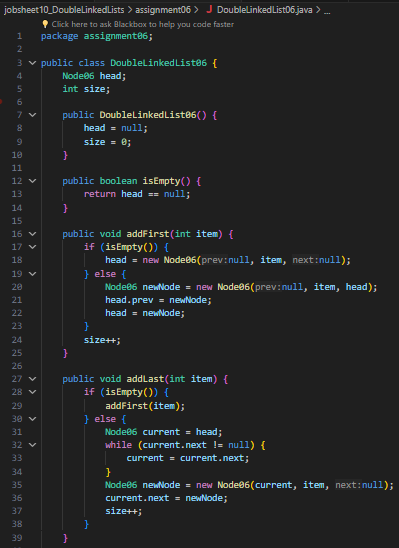 jobsheet10_DoubleLinkedLists > assignment06 > J DoubleLinkedList06.java > ...
Click here to ask Blackbox to help you code faster
1 package assignment06;
2
3 public class DoubleLinkedList06 {
4 Node06 head;
5 int size;
6
7 public DoubleLinkedList06() {
8 head = null;
9 size = 0;
10 }
11
12 public boolean isEmpty() {
13 return head == null;
14 }
15
16 public void addFirst(int item) {
17 if (isEmpty()) {
18 head = new Node06(prev:null, item, next:null);
19 } else {
20 Node06 newNode = new Node06(prev:null, item, head);
21 head.prev = newNode;
22 head = newNode;
23 }
24 size++;
25 }
26
27 public void addLast(int item) {
28 if (isEmpty()) {
29 addFirst(item);
30 } else {
31 Node06 current = head;
32 while (current.next != null) {
33 current = current.next;
34 }
35 Node06 newNode = new Node06(current, item, next:null);
36 current.next = newNode;
37 size++;
38 }
39 }